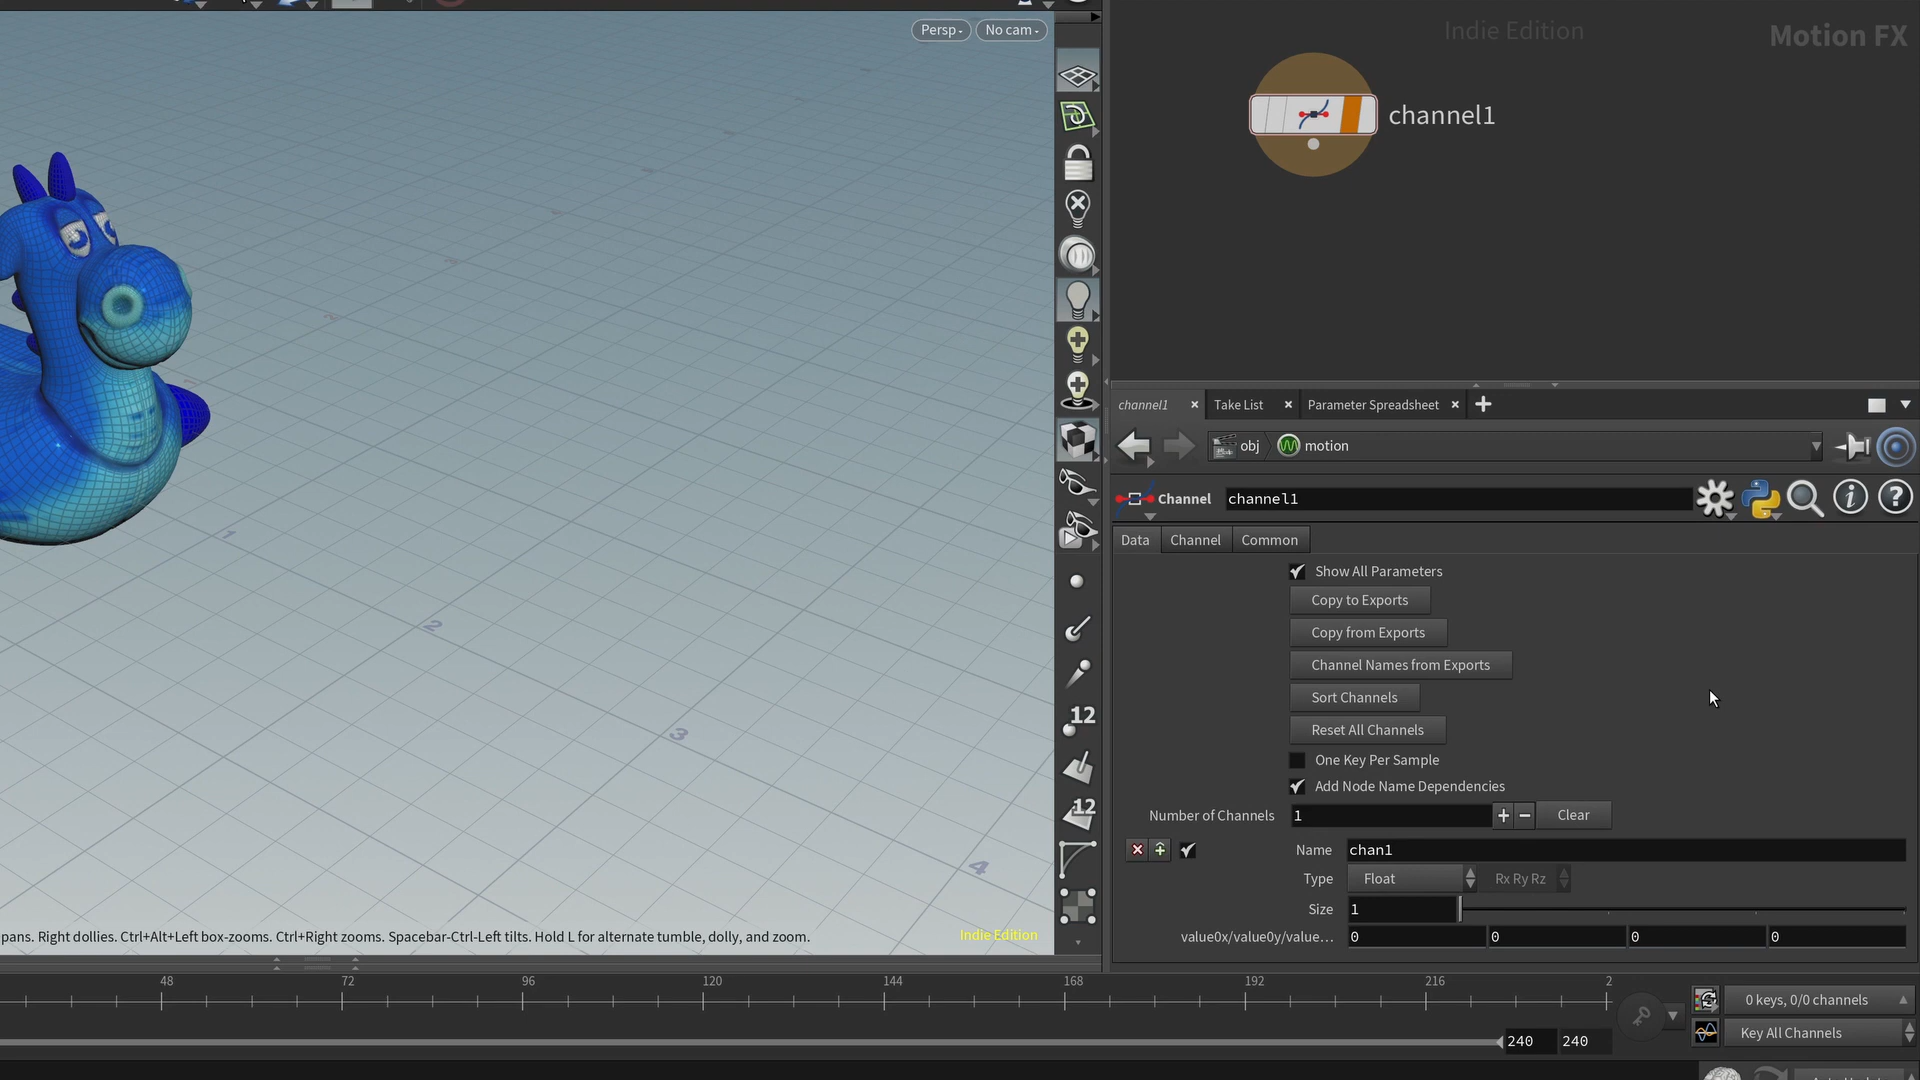 Persp
No cam
Indie Edition
Motion FX
channel1
channel1
Take List
Parameter Spreadsheet
obj
motion
Channel
channel1
Data
Channel
Common
Show All Parameters
Copy to Exports
Copy from Exports
Channel Names from Exports
Sort Channels
Reset All Channels
One Key Per Sample
Add Node Name Dependencies
Number of Channels
1
Clear
Name
chan1
Type
Float
Rx Ry Rz
Size
1
value0x/value0y/value...
0
0
0
0
1
2
3
4
12
12
pans. Right dollies. Ctrl+Alt+Left box-zooms. Ctrl+Right zooms. Spacebar-Ctrl-Left tilts. Hold L for alternate tumble, dolly, and zoom.
Indie Edition
48
72
96
120
144
168
192
216
2
0 keys, 0/0 channels
240
240
Key All Channels